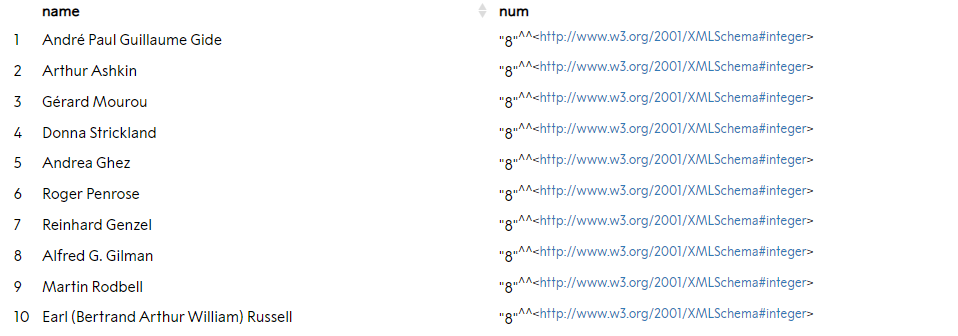 name num
1 André Paul Guillaume Gide "8"^^<http://www.w3.org/2001/XMLSchema#integer>
2 Arthur Ashkin "8"^^<http://www.w3.org/2001/XMLSchema#integer>
3 Gérard Mourou "8"^^<http://www.w3.org/2001/XMLSchema#integer>
4 Donna Strickland "8"^^<http://www.w3.org/2001/XMLSchema#integer>
5 Andrea Ghez "8"^^<http://www.w3.org/2001/XMLSchema#integer>
6 Roger Penrose "8"^^<http://www.w3.org/2001/XMLSchema#integer>
7 Reinhard Genzel "8"^^<http://www.w3.org/2001/XMLSchema#integer>
8 Alfred G. Gilman "8"^^<http://www.w3.org/2001/XMLSchema#integer>
9 Martin Rodbell "8"^^<http://www.w3.org/2001/XMLSchema#integer>
10 Earl (Bertrand Arthur William) Russell "8"^^<http://www.w3.org/2001/XMLSchema#integer>